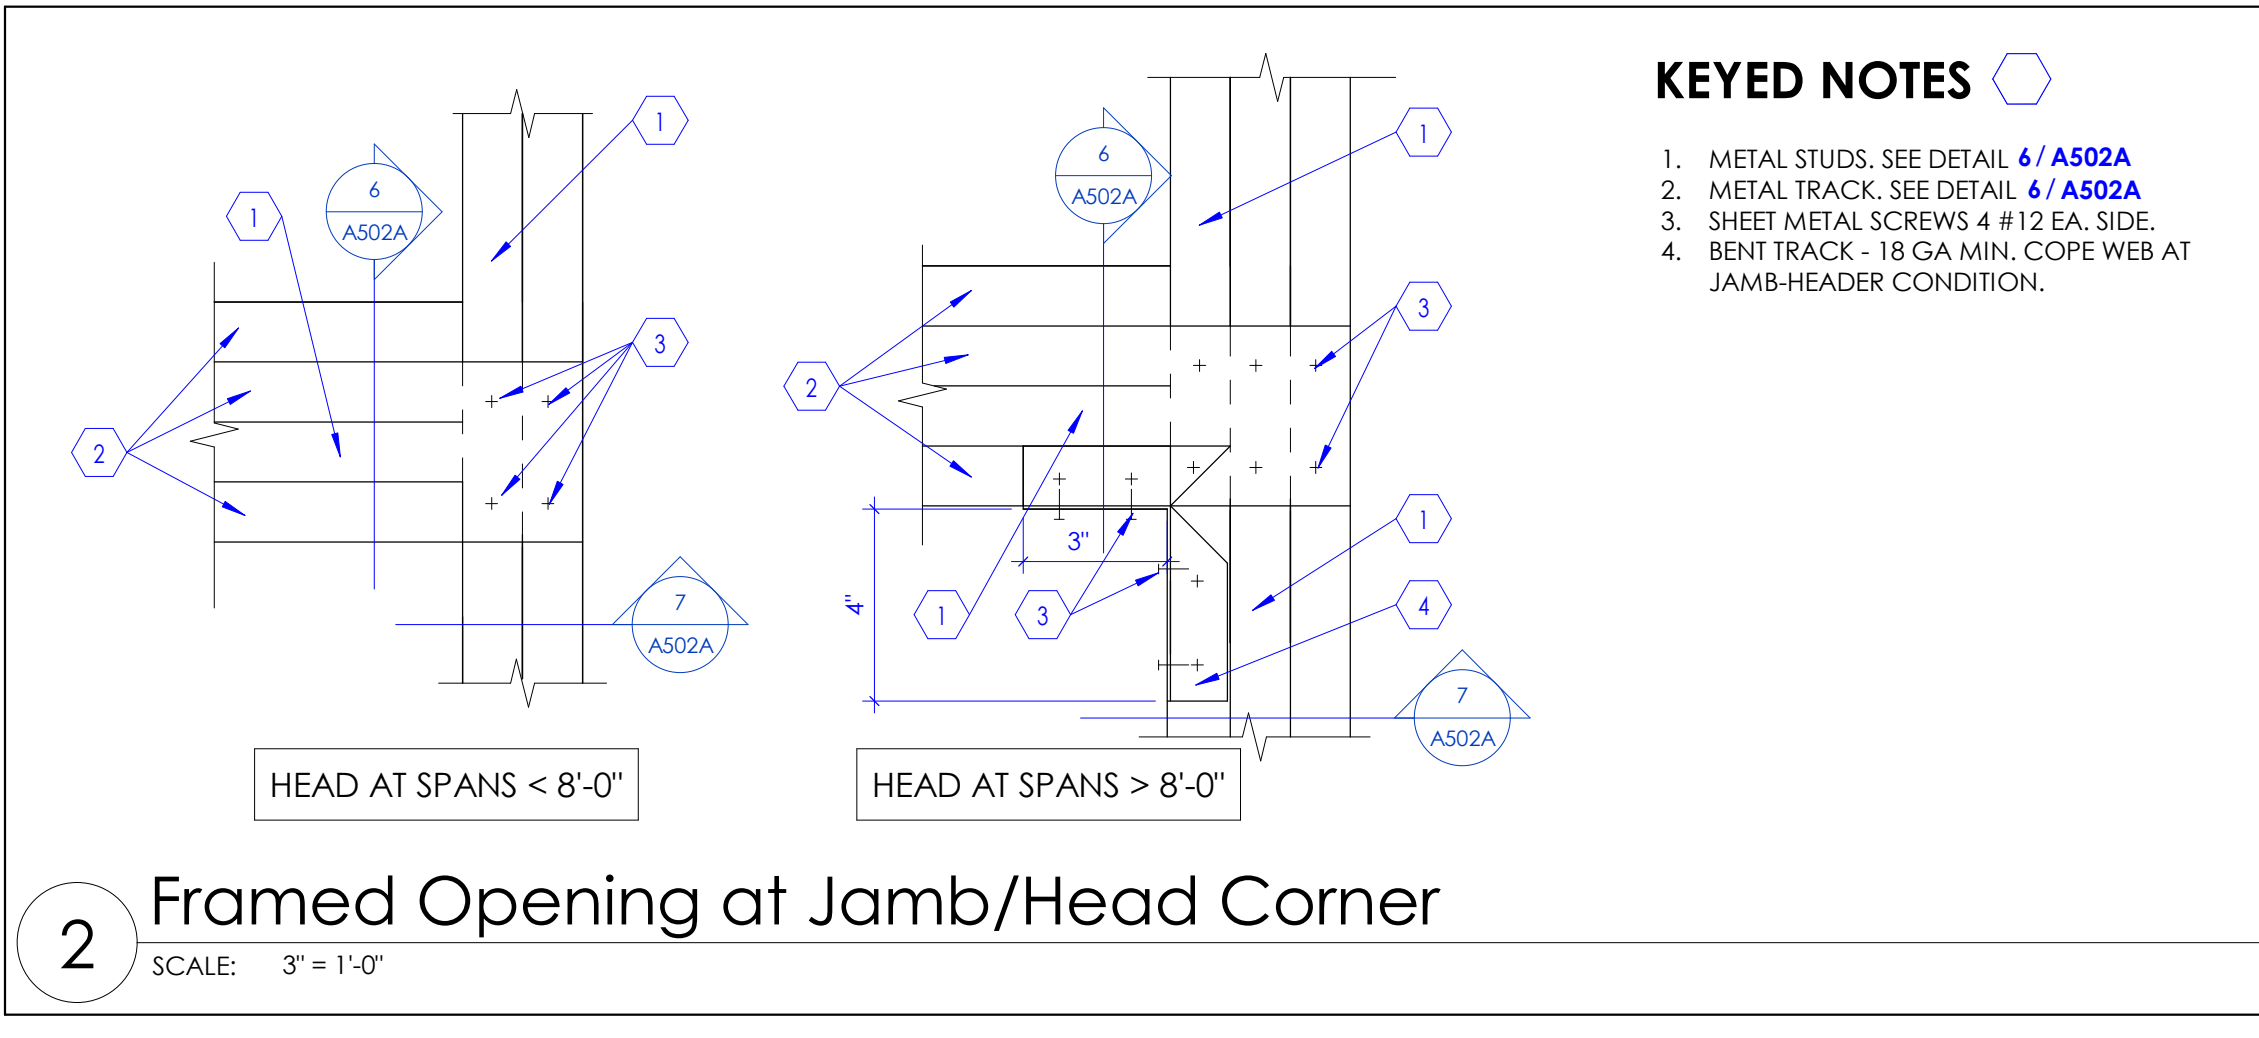 1
6
A502A
1
3
2
7
A502A
HEAD AT SPANS < 8'-0"
1
6
A502A
3
2
3"
4"
1
3
1
4
7
A502A
HEAD AT SPANS > 8'-0"
KEYED NOTES
1. METAL STUDS. SEE DETAIL 6/A502A
2. METAL TRACK. SEE DETAIL 6/A502A
3. SHEET METAL SCREWS 4 #12 EA. SIDE.
4. BENT TRACK - 18 GA MIN. COPE WEB AT
JAMB-HEADER CONDITION.
2
Framed Opening at Jamb/Head Corner
SCALE: 3" = 1'-0"